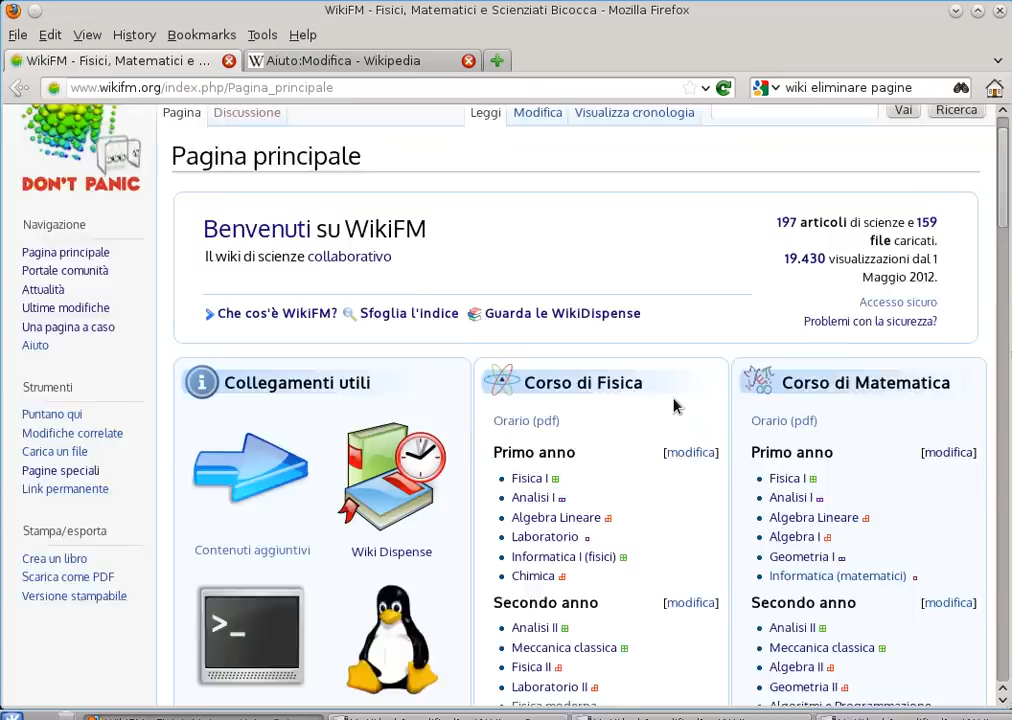 WikiFM - Fisici, Matematici e Scienziati Bicocca - Mozilla Firefox
File Edit View History Bookmarks Tools Help
WikiFM - Fisici, Matematici e ... Aiuto:Modifica - Wikipedia
www.wikifm.org/index.php/Pagina_principale wiki eliminare pagine
Pagina Discussione Leggi Modifica Visualizza cronologia Vai Ricerca
DON'T PANIC
Navigazione
Pagina principale
Portale comunità
Attualità
Ultime modifiche
Una pagina a caso
Aiuto
Strumenti
Puntano qui
Modifiche correlate
Carica un file
Pagine speciali
Link permanente
Stampa/esporta
Crea un libro
Scarica come PDF
Versione stampabile
Pagina principale
Benvenuti su WikiFM
Il wiki di scienze collaborativo
197 articoli di scienze e 159
file caricati.
19.430 visualizzazioni dal 1
Maggio 2012.
Accesso sicuro
Problemi con la sicurezza?
Che cos'è WikiFM? Sfoglia l'indice Guarda le WikiDispense
Collegamenti utili
Contenuti aggiuntivi
Wiki Dispense
>_
Corso di Fisica
Orario (pdf)
Primo anno [modifica]
Fisica I
Analisi I
Algebra Lineare
Laboratorio
Informatica I (fisici)
Chimica
Secondo anno [modifica]
Analisi II
Meccanica classica
Fisica II
Laboratorio II
Fisica moderna
Corso di Matematica
Orario (pdf)
Primo anno [modifica]
Fisica I
Analisi I
Algebra Lineare
Algebra I
Geometria I
Informatica (matematici)
Secondo anno [modifica]
Analisi II
Meccanica classica
Algebra II
Geometria II
Algoritmi e Programmazione